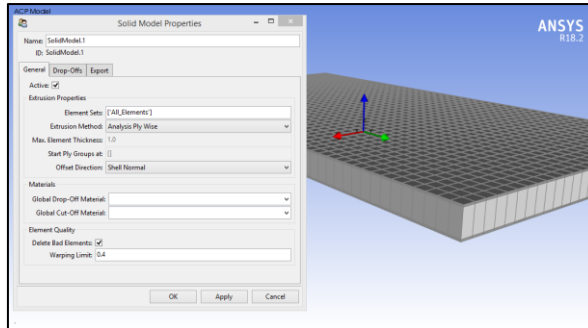 ACP Model
Solid Model Properties
Name: SolidModel.1
ID: SolidModel.1
General Drop-Offs Export
Active:
Extrusion Properties
Element Sets: ['All_Elements']
Extrusion Method: Analysis Ply Wise
Max. Element Thickness: 1.0
Start Ply Groups at: []
Offset Direction: Shell Normal
Materials
Global Drop-Off Material:
Global Cut-Off Material:
Element Quality
Delete Bad Elements:
Warping Limit: 0.4
OK Apply Cancel
ANSYS
R18.2